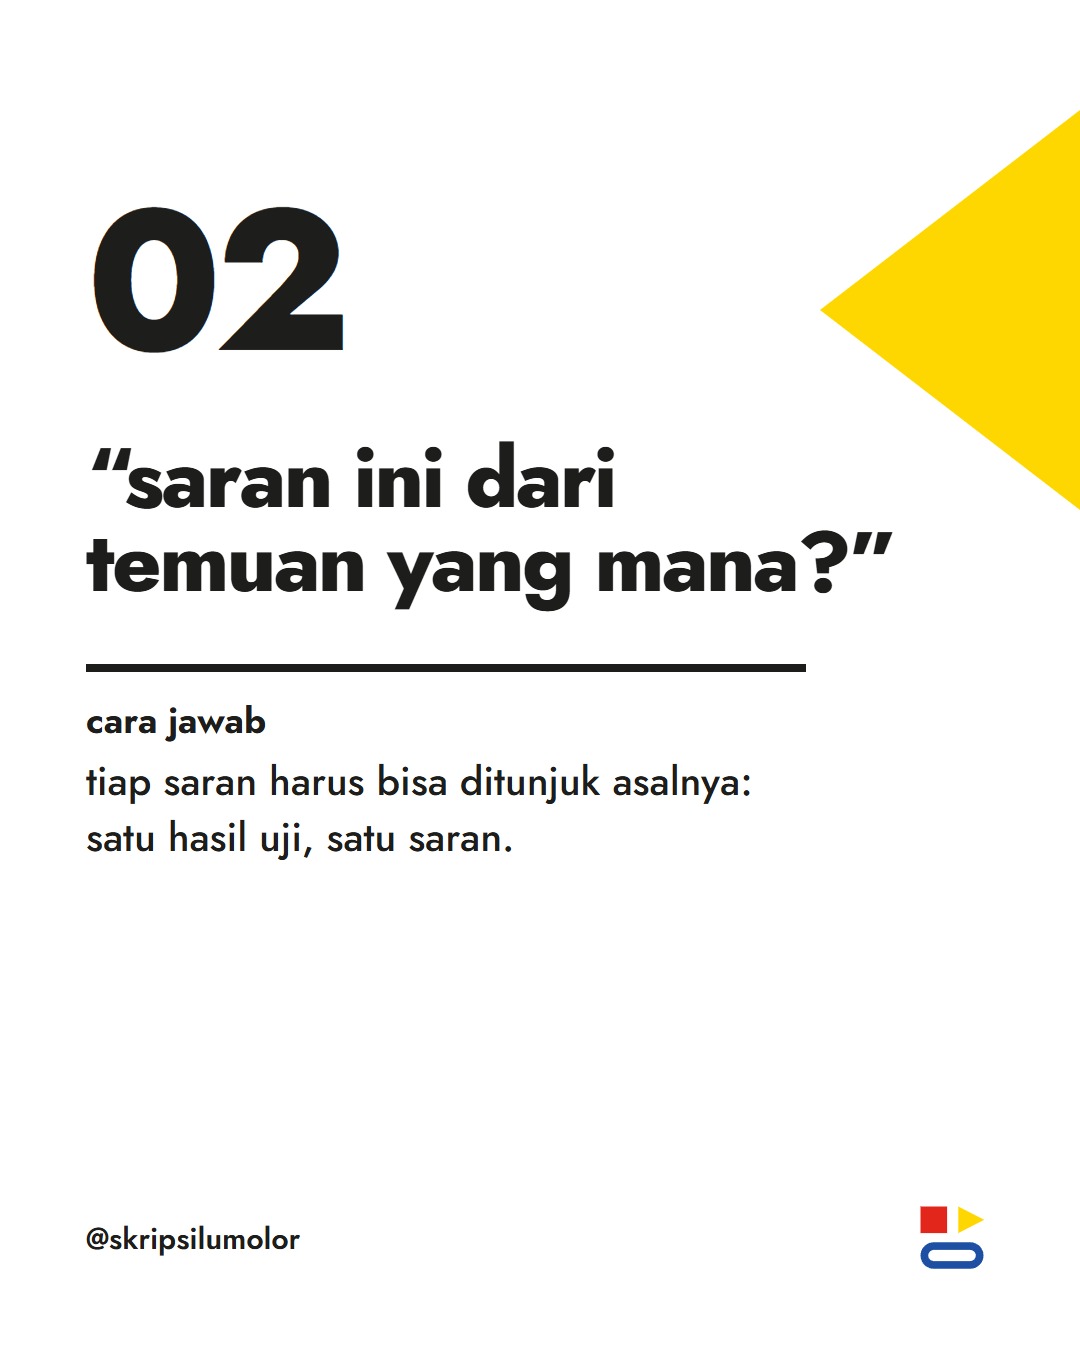 02
“saran ini dari
temuan yang mana?”
cara jawab
tiap saran harus bisa ditunjuk asalnya:
satu hasil uji, satu saran.
@skripsilumolor